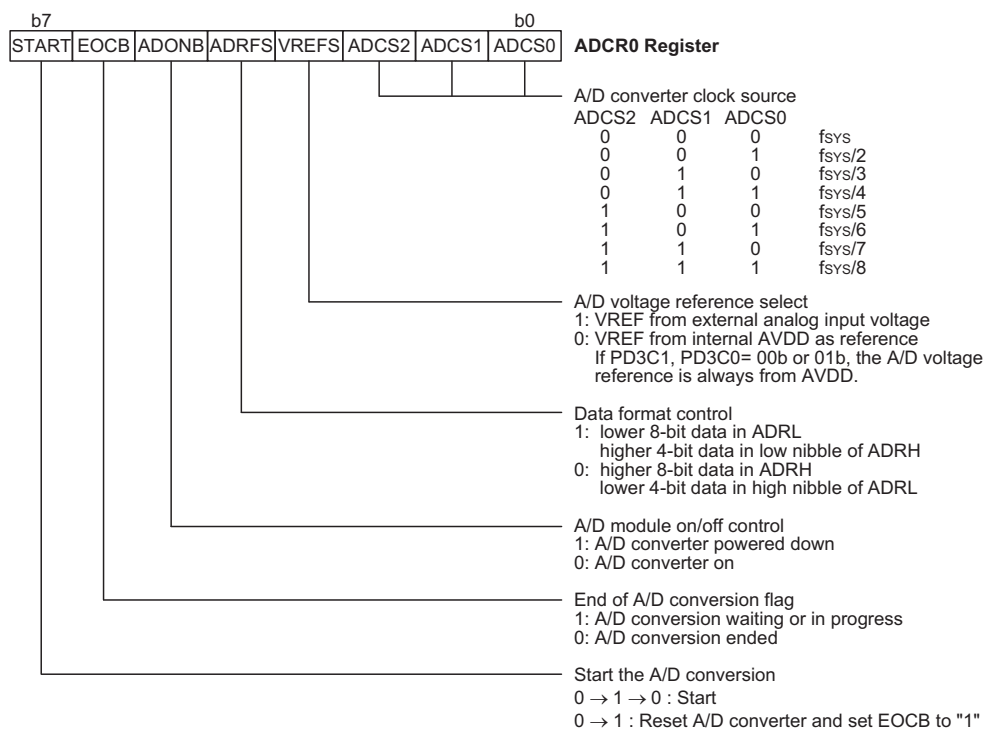 b7 b0
START EOCB ADONB ADRFS VREFS ADCS2 ADCS1 ADCS0 ADCR0 Register
A/D converter clock source
ADCS2 ADCS1 ADCS0
0 0 0 fSYS
0 0 1 fSYS/2
0 1 0 fSYS/3
0 1 1 fSYS/4
1 0 0 fSYS/5
1 0 1 fSYS/6
1 1 0 fSYS/7
1 1 1 fSYS/8
A/D voltage reference select
1: VREF from external analog input voltage
0: VREF from internal AVDD as reference
If PD3C1, PD3C0= 00b or 01b, the A/D voltage
reference is always from AVDD.
Data format control
1: lower 8-bit data in ADRL
higher 4-bit data in low nibble of ADRH
0: higher 8-bit data in ADRH
lower 4-bit data in high nibble of ADRL
A/D module on/off control
1: A/D converter powered down
0: A/D converter on
End of A/D conversion flag
1: A/D conversion waiting or in progress
0: A/D conversion ended
Start the A/D conversion
0 → 1 → 0 : Start
0 → 1 : Reset A/D converter and set EOCB to "1"